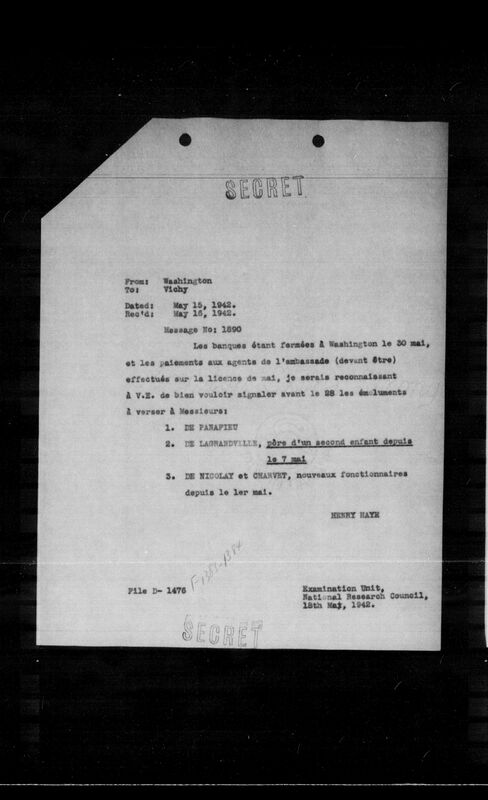 SECRET
From: Washington
To: Vichy
Dated: May 15, 1942.
Rec'd: May 16, 1942.
Message No: 1890
Les banques étant fermées à Washington le 30 mai,
et les paiements aux agents de l'ambassade (devant être)
effectués sur la licence de mai, je serais reconnaissant
à V.E. de bien vouloir signaler avant le 28 les émoluments
à verser à Messieurs:
1. DE PANAFIEU
2. DE LAGRANDVILLE, père d'un second enfant depuis
le 7 mai
3. DE NICOLAY et CHARVET, nouveaux fonctionnaires
depuis le 1er mai.
HENRY HAYE
F-1383-1384
File D- 1476
Examination Unit,
National Research Council,
18th May, 1942.
SECRET